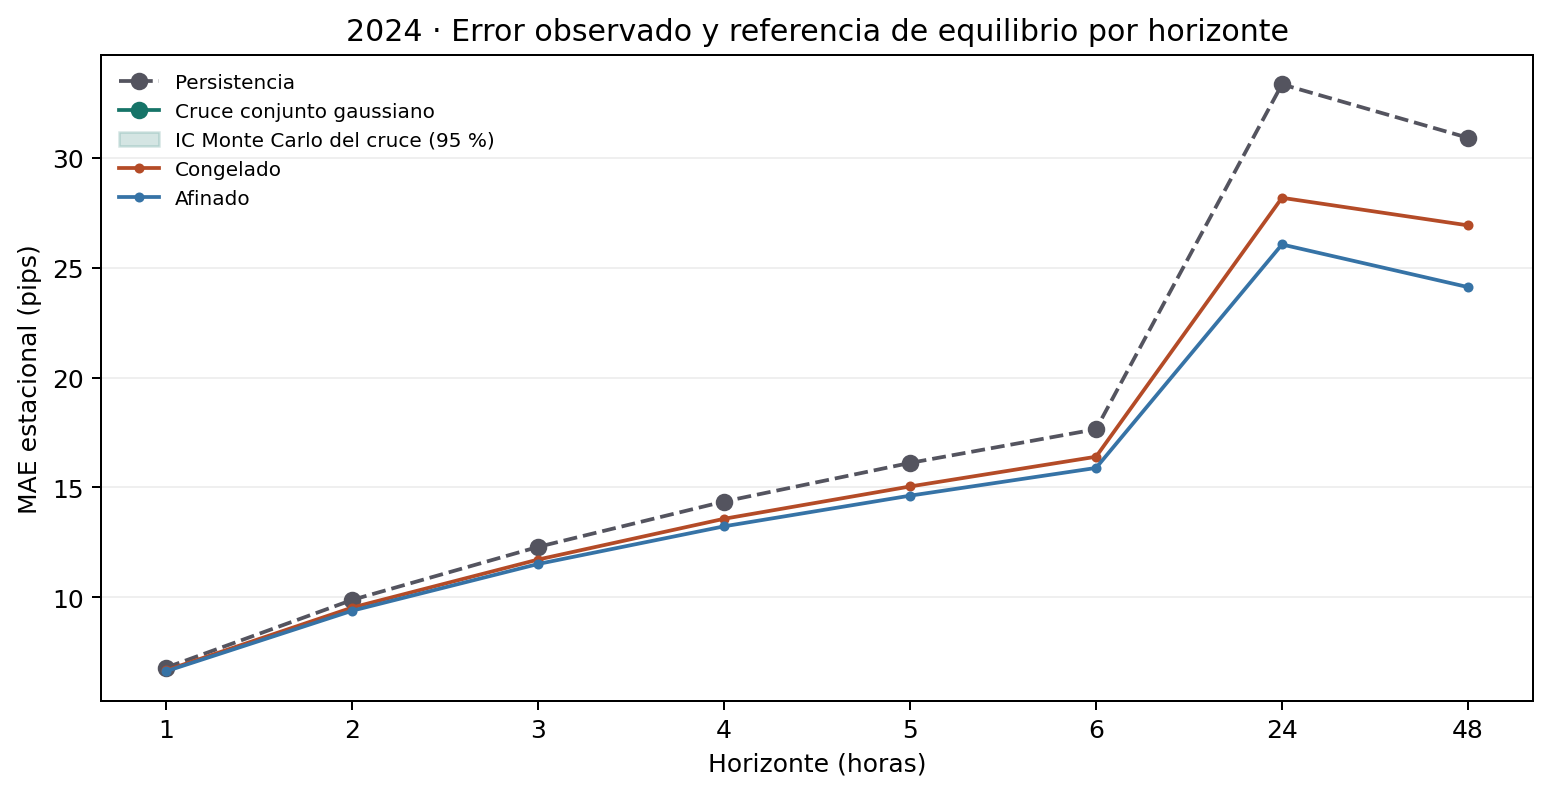 2024 · Error observado y referencia de equilibrio por horizonte
Persistencia
Cruce conjunto gaussiano
IC Monte Carlo del cruce (95 %)
Congelado
Afinado
MAE estacional (pips)
30
25
20
15
10
1 2 3 4 5 6 24 48
Horizonte (horas)